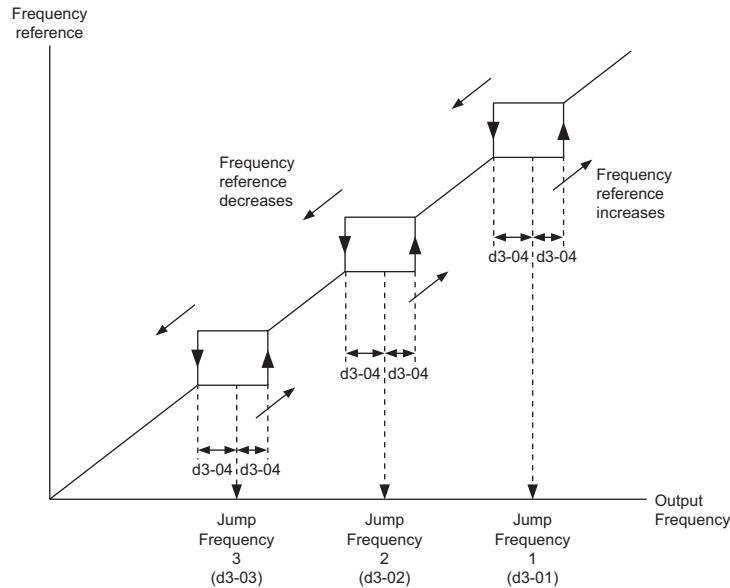 Frequency
reference
Frequency
reference
decreases
Frequency
reference
increases
d3-04 d3-04
d3-04 d3-04
d3-04 d3-04
Output
Frequency
Jump
Frequency
3
(d3-03)
Jump
Frequency
2
(d3-02)
Jump
Frequency
1
(d3-01)